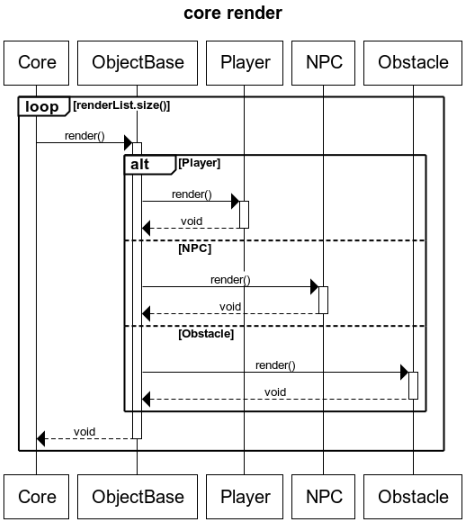 core render
Core ObjectBase Player NPC Obstacle
loop [renderList.size()]
render()
alt [Player]
render()
void
[NPC]
render()
void
[Obstacle]
render()
void
void
Core ObjectBase Player NPC Obstacle